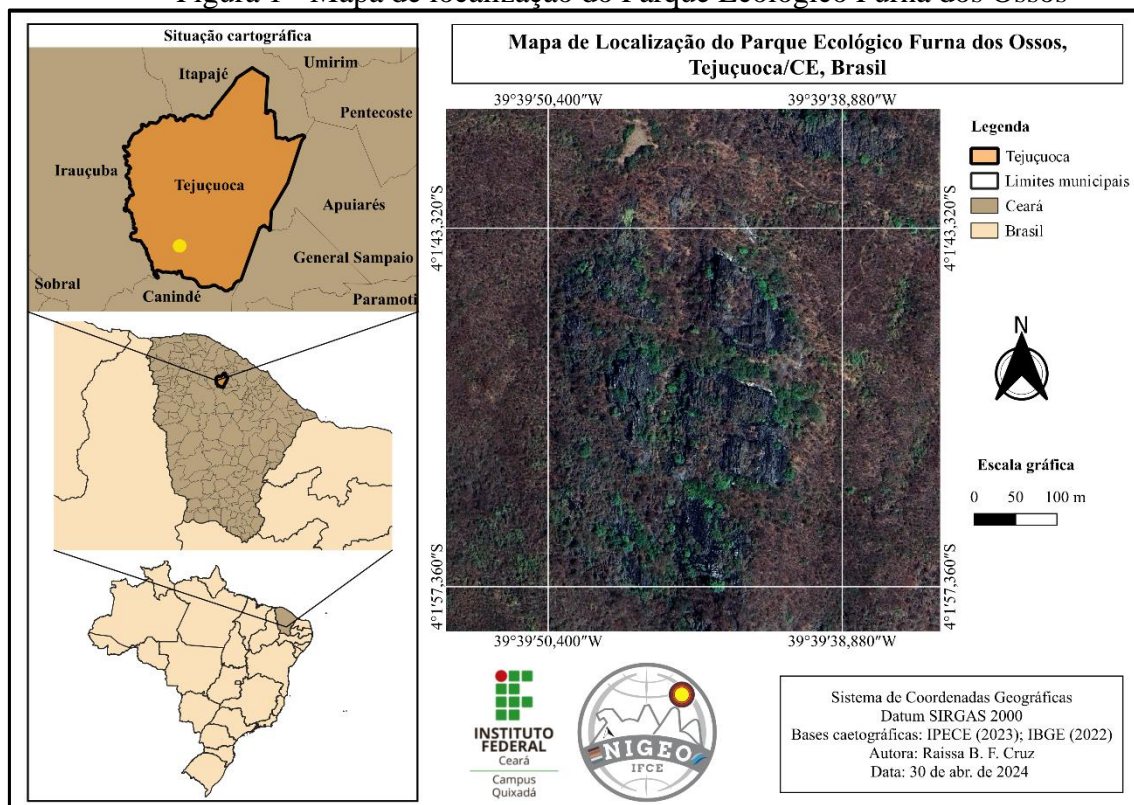 Figura 1 - Mapa de localização do Parque Ecológico Furna dos Ossos
Situação cartográfica
Umirim
Itapajé
Pentecoste
Irauçuba
Tejuçuoca
Apuiarés
General Sampaio
Sobral
Canindé
Paramoti
Mapa de Localização do Parque Ecológico Furna dos Ossos,
Tejuçuoca/CE, Brasil
39°39'50,400"W
39°39'38,880"W
4°1'43,320"S
4°1'43,320"S
4°1'57,360"S
4°1'57,360"S
39°39'50,400"W
39°39'38,880"W
Legenda
Tejuçuoca
Limites municipais
Ceará
Brasil
N
Escala gráfica
0 50 100 m
INSTITUTO
FEDERAL
Ceará
Campus
Quixadá
NIGEO
IFCE
Sistema de Coordenadas Geográficas
Datum SIRGAS 2000
Bases caetográficas: IPECE (2023); IBGE (2022)
Autora: Raissa B. F. Cruz
Data: 30 de abr. de 2024